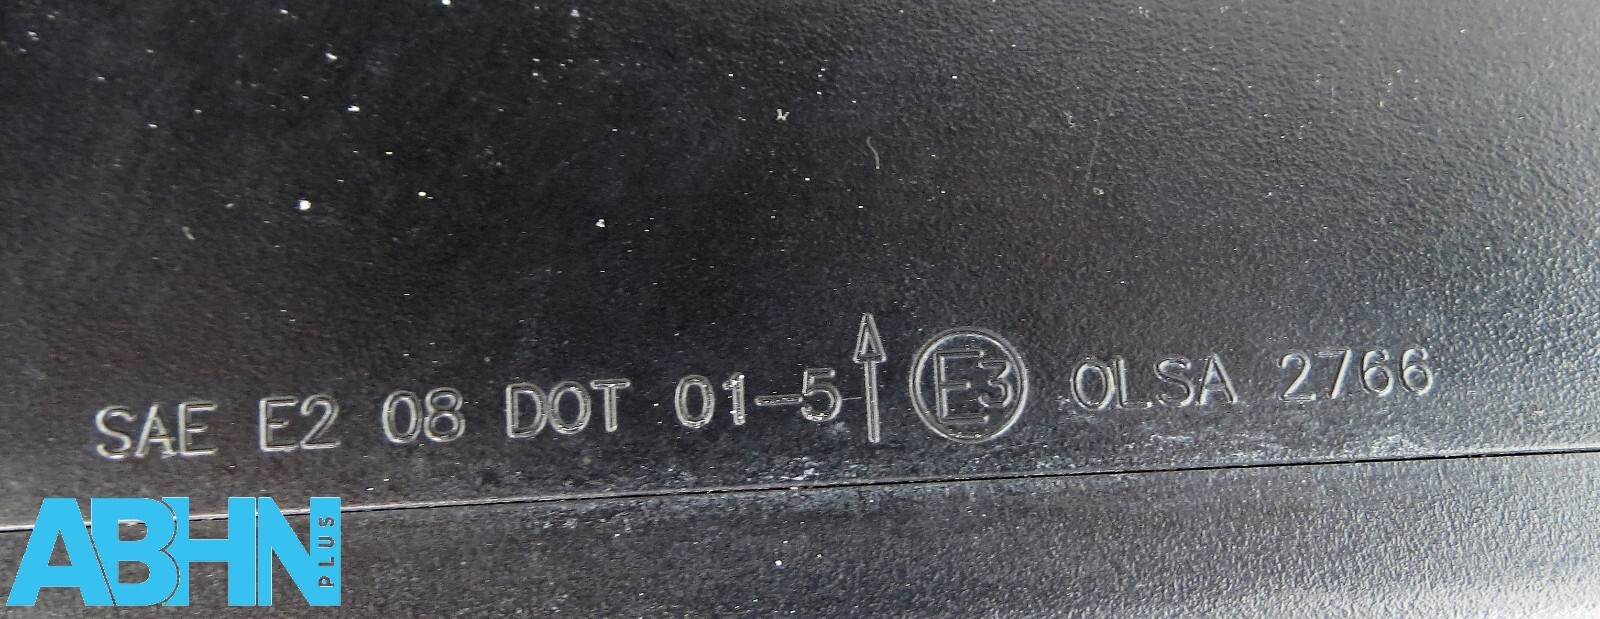 SAE E2 08 DOT 01-5↑ E3 OLSA 2766
ABHN PLUS